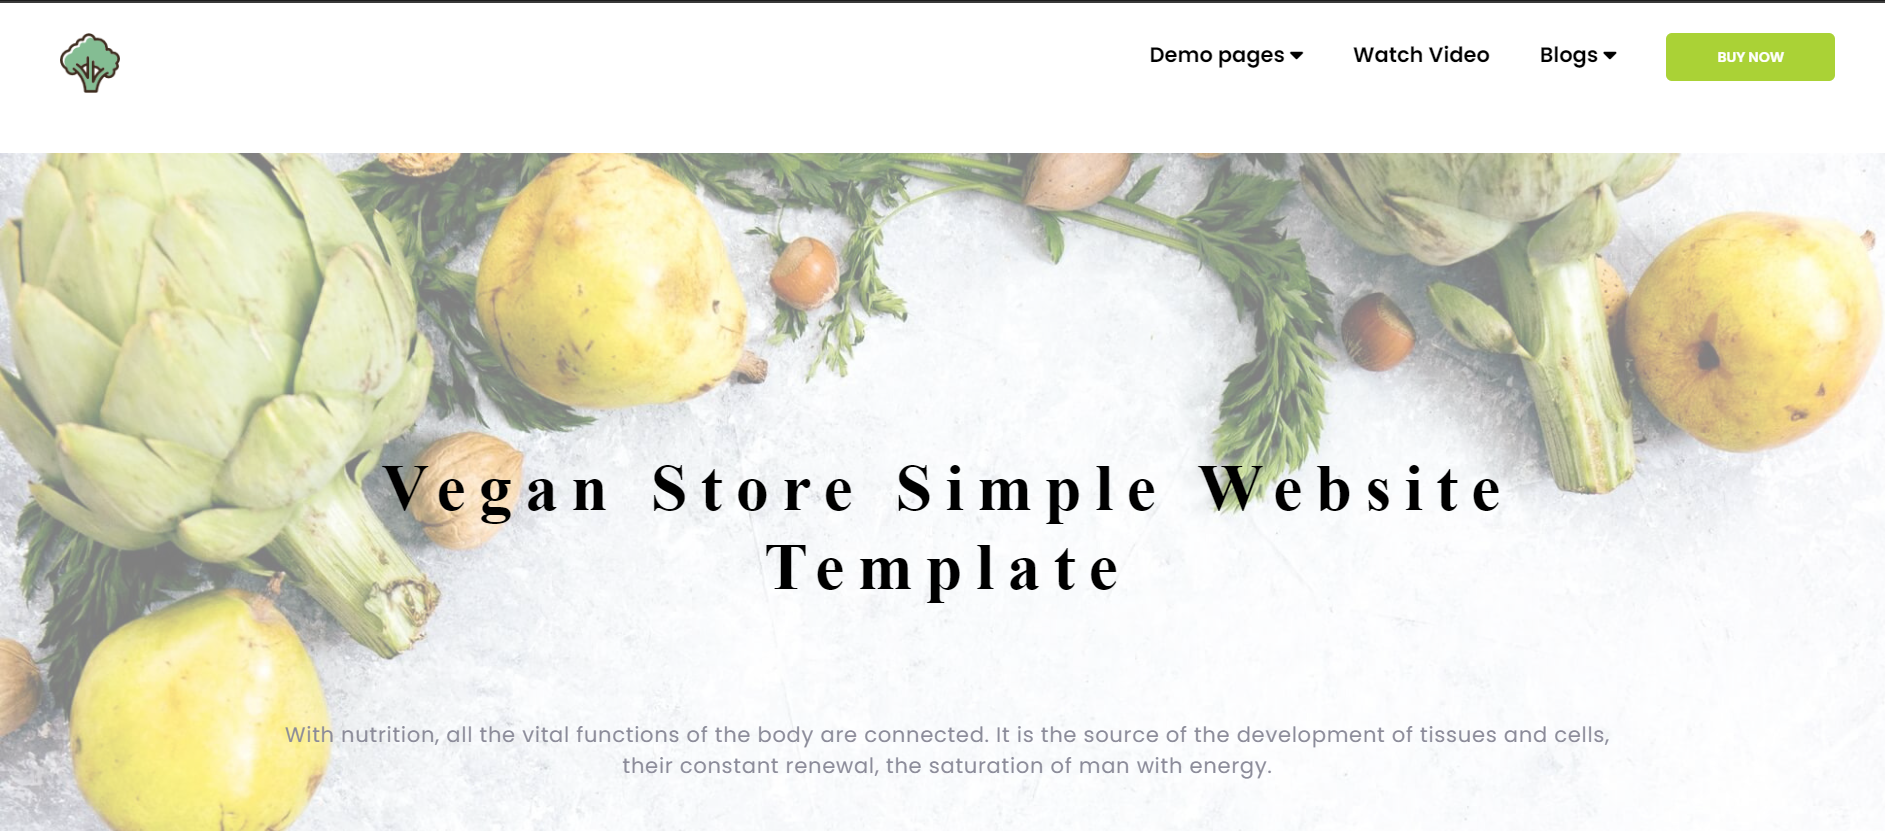 Demo pages Watch Video Blogs BUY NOW
Vegan Store Simple Website
Template
With nutrition, all the vital functions of the body are connected. It is the source of the development of tissues and cells,
their constant renewal, the saturation of man with energy.